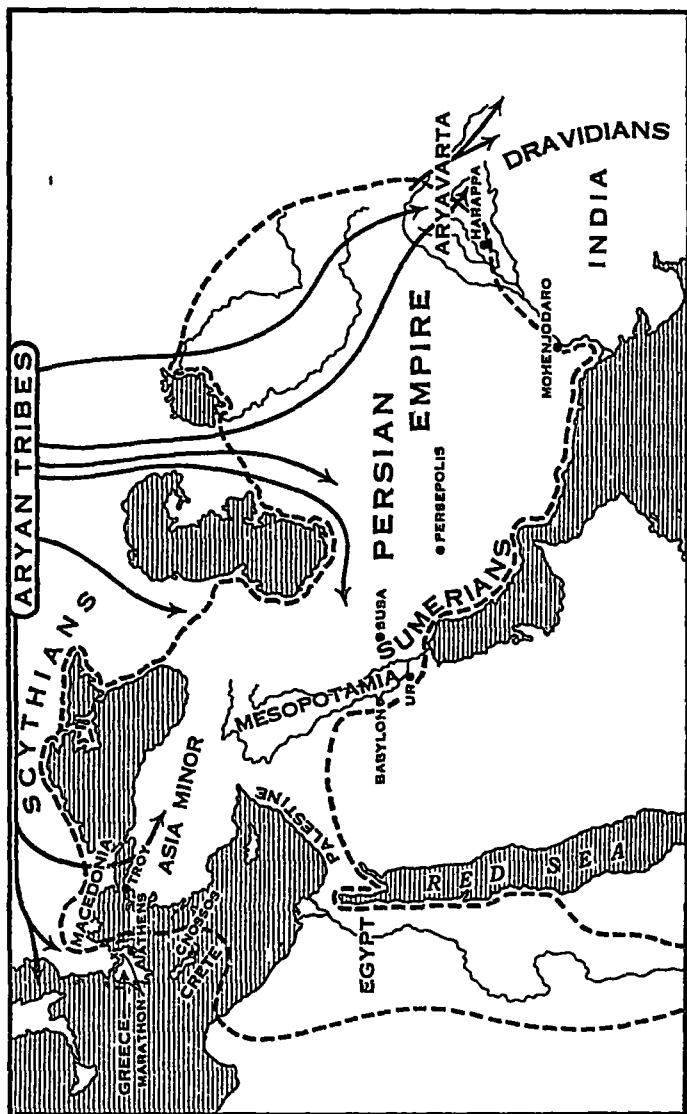 ARYAN TRIBES
SCYTHIANS
MACEDONIA
TROY
ASIA MINOR
GREECE
MARATHON
ATHENS
GNOSSOS
CRETE
PALESTINE
EGYPT
RED SEA
MESOPOTAMIA
BABYLON
UR
SUSA
SUMERIANS
PERSIAN
EMPIRE
PERSEPOLIS
ARYAVARTA
HARAPPA
MOHENJODARO
DRAVIDIANS
INDIA